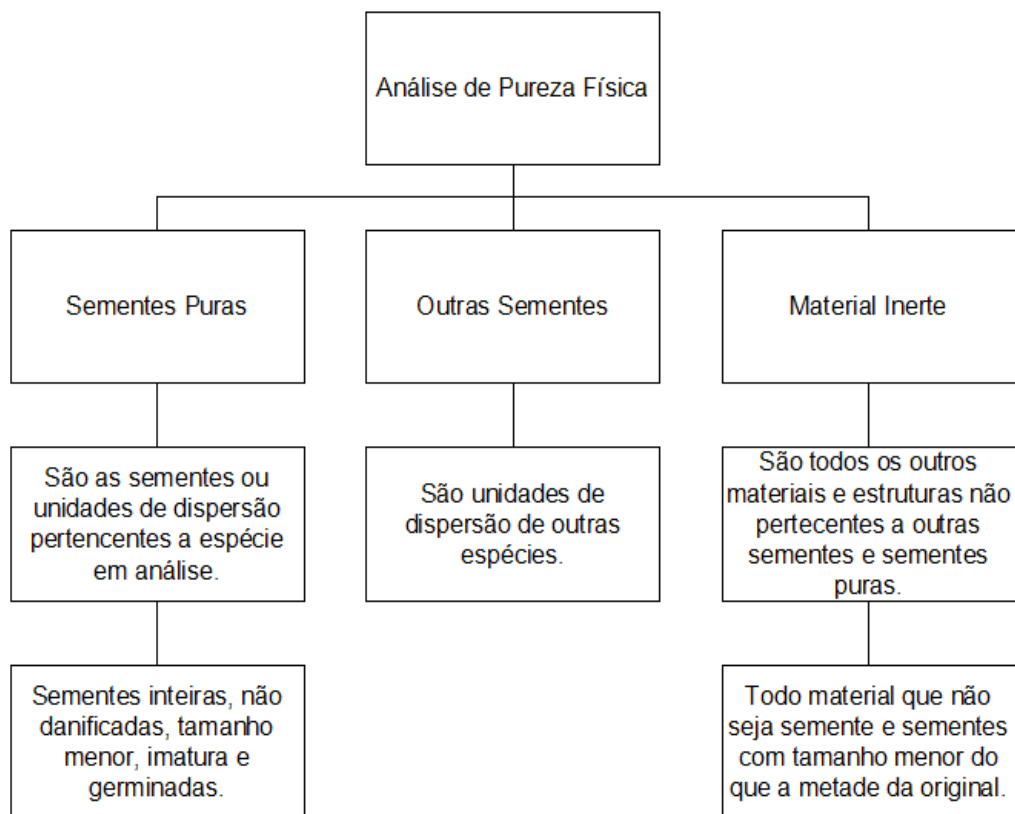 Análise de Pureza Física
Sementes Puras
Outras Sementes
Material Inerte
São as sementes ou
unidades de dispersão
pertencentes a espécie
em análise.
São unidades de
dispersão de outras
espécies.
São todos os outros
materiais e estruturas não
pertecentes a outras
sementes e sementes
puras.
Sementes inteiras, não
danificadas, tamanho
menor, imatura e
germinadas.
Todo material que não
seja semente e sementes
com tamanho menor do
que a metade da original.